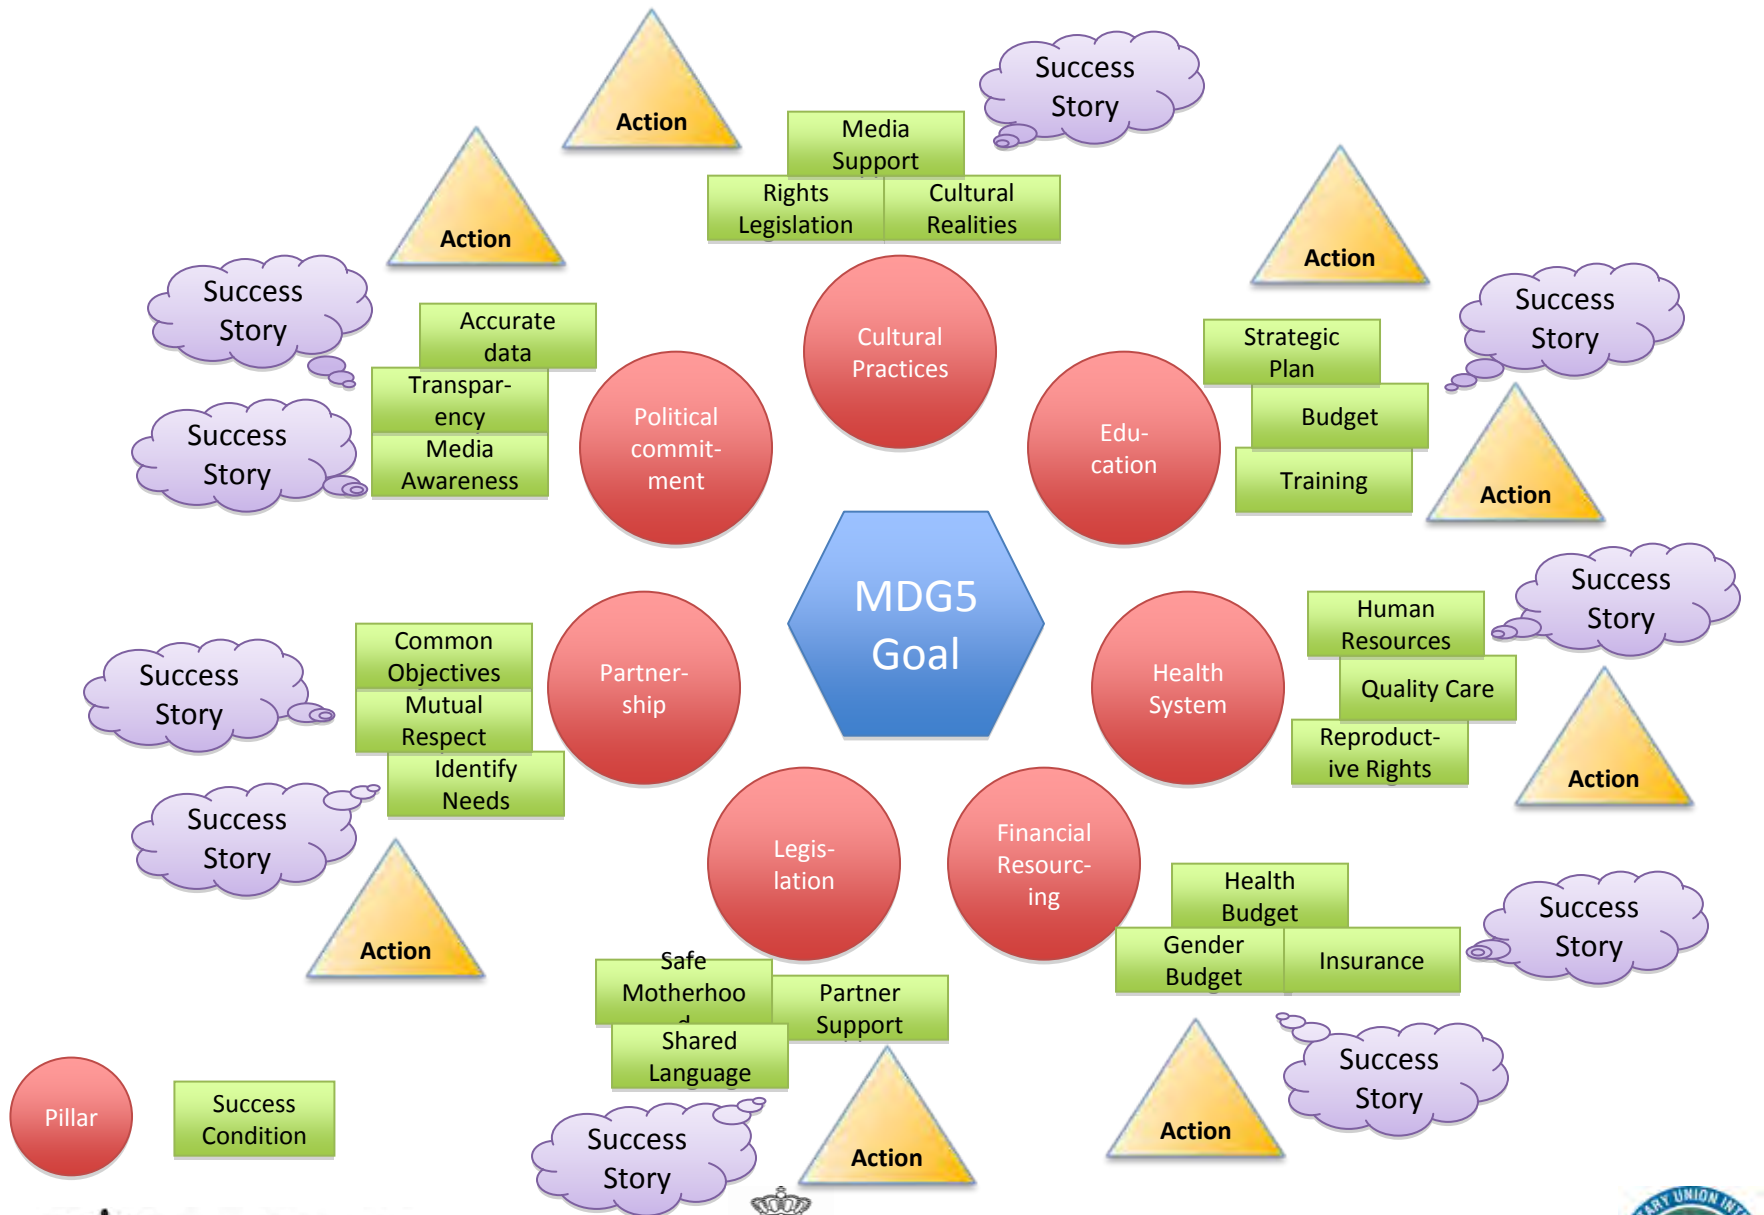 Action
Success
Story
Media
Support
Rights
Legislation
Cultural
Realities
Action
Action
Success
Story
Accurate
data
Transpar-
ency
Media
Awareness
Success
Story
Political
commit-
ment
Cultural
Practices
Edu-
cation
Strategic
Plan
Budget
Training
Success
Story
Action
MDG5
Goal
Success
Story
Human
Resources
Quality Care
Reproduct-
ive Rights
Health
System
Action
Common
Objectives
Mutual
Respect
Identify
Needs
Partner-
ship
Success
Story
Success
Story
Action
Legis-
lation
Financial
Resourc-
ing
Health
Budget
Gender
Budget
Insurance
Success
Story
Safe
Motherhoo
d
Partner
Support
Shared
Language
Success
Story
Action
Action
Success
Story
Pillar
Success
Condition
ARY UNION INT